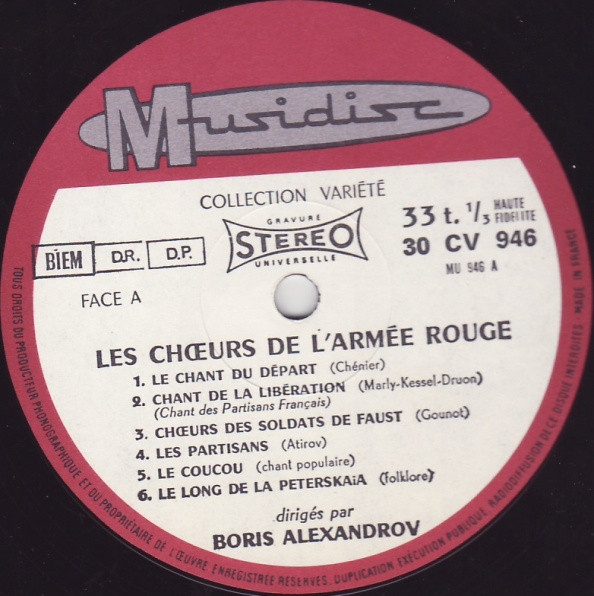 Musidisc
COLLECTION VARIÉTÉ
GRAVURE
STEREO
UNIVERSELLE
33 t. 1/3 HAUTE FIDELITE
30 CV 946
MU 946 A
BIEM D.R. D.P.
FACE A
LES CHŒURS DE L'ARMÉE ROUGE
1. LE CHANT DU DÉPART (Chénier)
2. CHANT DE LA LIBÉRATION (Marly-Kessel-Druon)
(Chant des Partisans Français)
3. CHŒURS DES SOLDATS DE FAUST (Gounot)
4. LES PARTISANS (Atirov)
5. LE COUCOU (chant populaire)
6. LE LONG DE LA PETERSKAïA (folklore)
dirigés par
BORIS ALEXANDROV
TOUS DROITS DU PRODUCTEUR PHONOGRAPHIQUE ET DU PROPRIÉTAIRE DE L'ŒUVRE ENREGISTRÉE RÉSERVÉS. DUPLICATION EXÉCUTION PUBLIQUE, RADIODIFFUSION DE CE DISQUE INTERDITES. MADE IN FRANCE